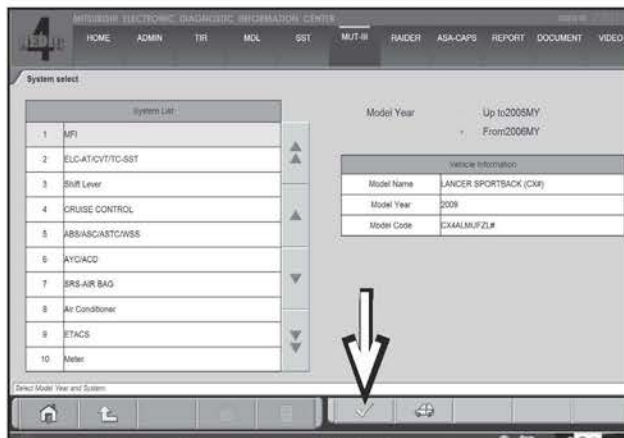 MITSUBISHI ELECTRONIC DIAGNOSTIC INFORMATION CENTER
4
MEDIC
HOME ADMIN TIR MDL SST MUT-III RAIDER ASA-CAPS REPORT DOCUMENT VIDEO
System select
System List
1 MFI
2 ELC-AT/CVT/TC-SST
3 Shift Lever
4 CRUISE CONTROL
5 ABS/ASC/ASTC/WSS
6 AYC/ACD
7 SRS-AIR BAG
8 Air Conditioner
9 ETACS
10 Meter
Model Year Up to2005MY
From2006MY
Vehicle Information
Model Name LANCER SPORTBACK (CX#)
Model Year 2009
Model Code CX4ALMUFZL#
Select Model Year and System